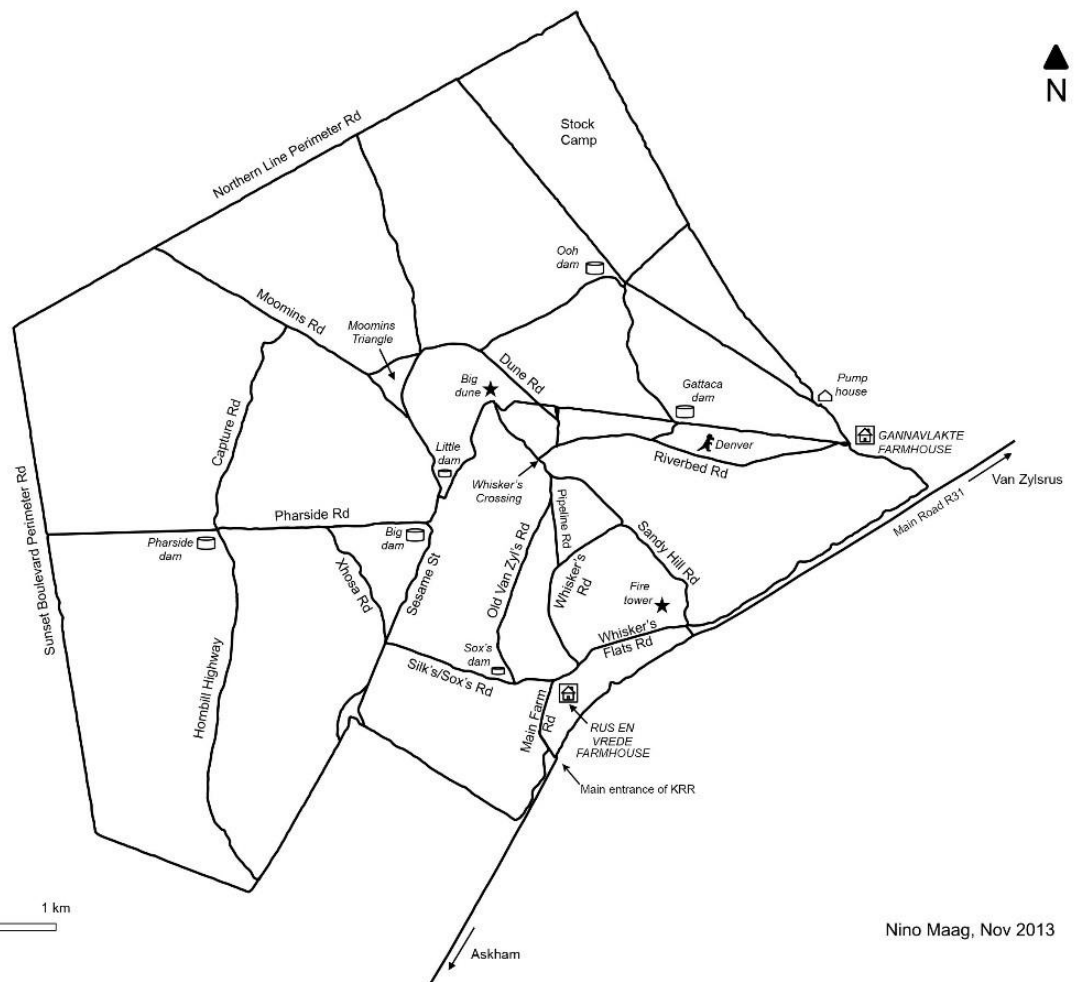 N
Stock
Camp
Northern Line Perimeter Rd
Ooh
dam
Moomins Rd
Moomins
Triangle
Dune Rd
Big
dune
Gattaca
dam
Pump
house
Capture Rd
Denver
GANNAVLAKTE
FARMHOUSE
Little
dam
Riverbed Rd
Whisker's
Crossing
Van Zylsrus
Main Road R31
Sunset Boulevard Perimeter Rd
Pharside Rd
Pharside
dam
Big
dam
Pipeline Rd
Old Van Zyl's Rd
Sandy Hill Rd
Xhosa Rd
Sesame St
Whisker's
Rd
Fire
tower
Whisker's
Flats Rd
Sox's
dam
Silk's/Sox's Rd
Hornbill Highway
Main Farm
Rd
RUS EN
VREDE
FARMHOUSE
Main entrance of KRR
1 km
Nino Maag, Nov 2013
Askham